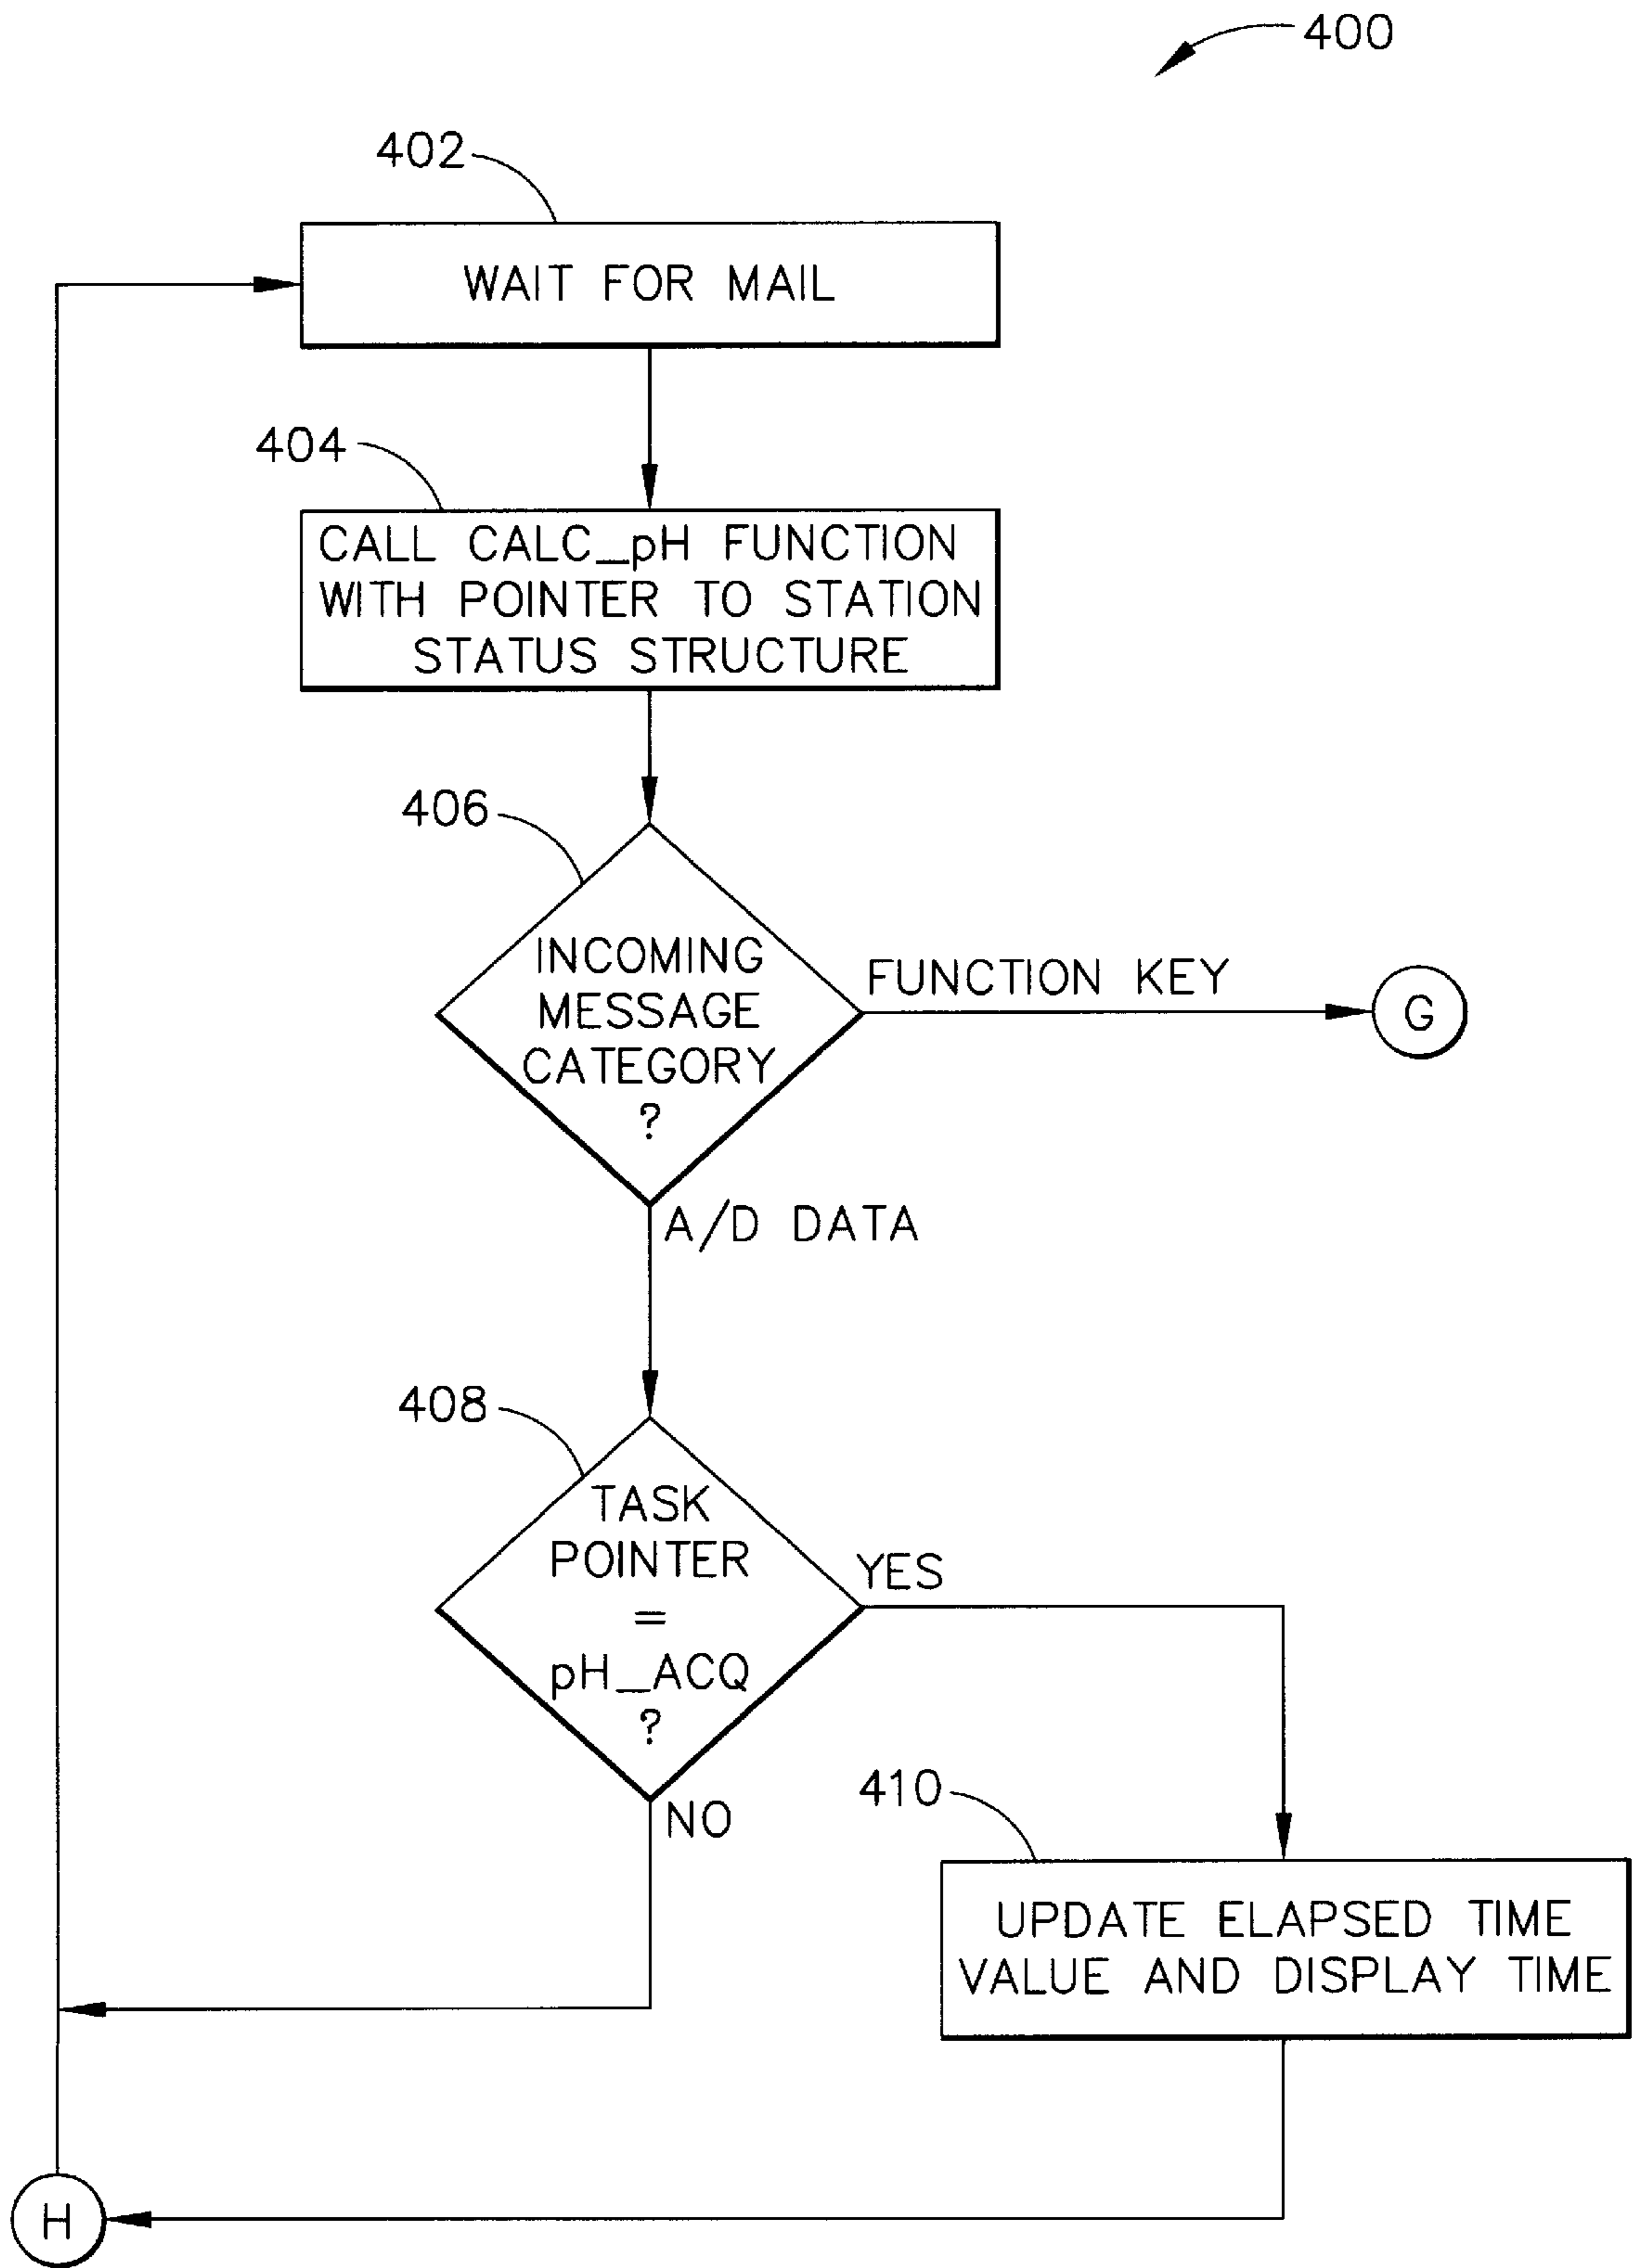 400
402
WAIT FOR MAIL
404
CALL CALC_pH FUNCTION
WITH POINTER TO STATION
STATUS STRUCTURE
406
INCOMING
MESSAGE
CATEGORY
?
FUNCTION KEY
G
A/D DATA
408
TASK
POINTER
=
pH_ACQ
?
YES
NO
410
UPDATE ELAPSED TIME
VALUE AND DISPLAY TIME
H